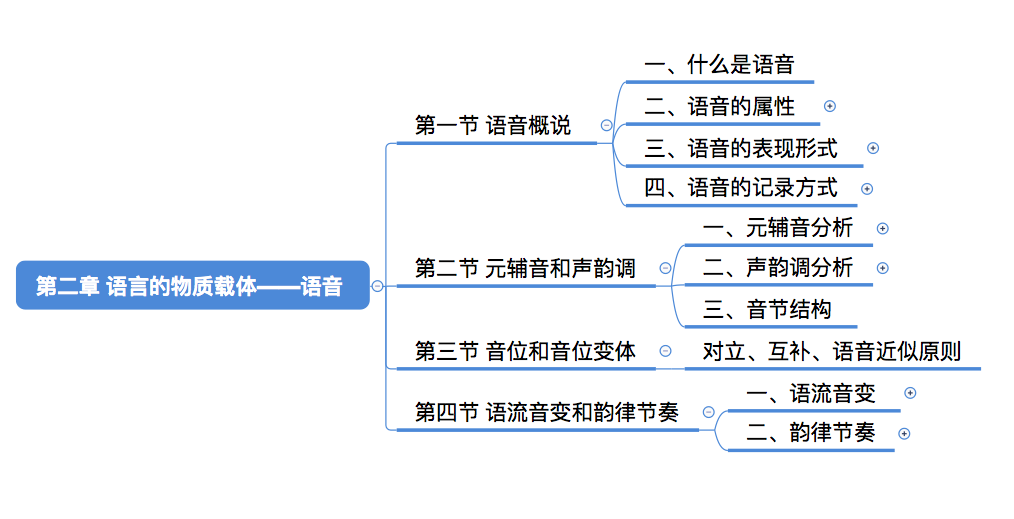 第二章 语言的物质载体——语音
第一节 语音概说
一、什么是语音
二、语音的属性
三、语音的表现形式
四、语音的记录方式
第二节 元辅音和声韵调
一、元辅音分析
二、声韵调分析
三、音节结构
第三节 音位和音位变体
对立、互补、语音近似原则
第四节 语流音变和韵律节奏
一、语流音变
二、韵律节奏